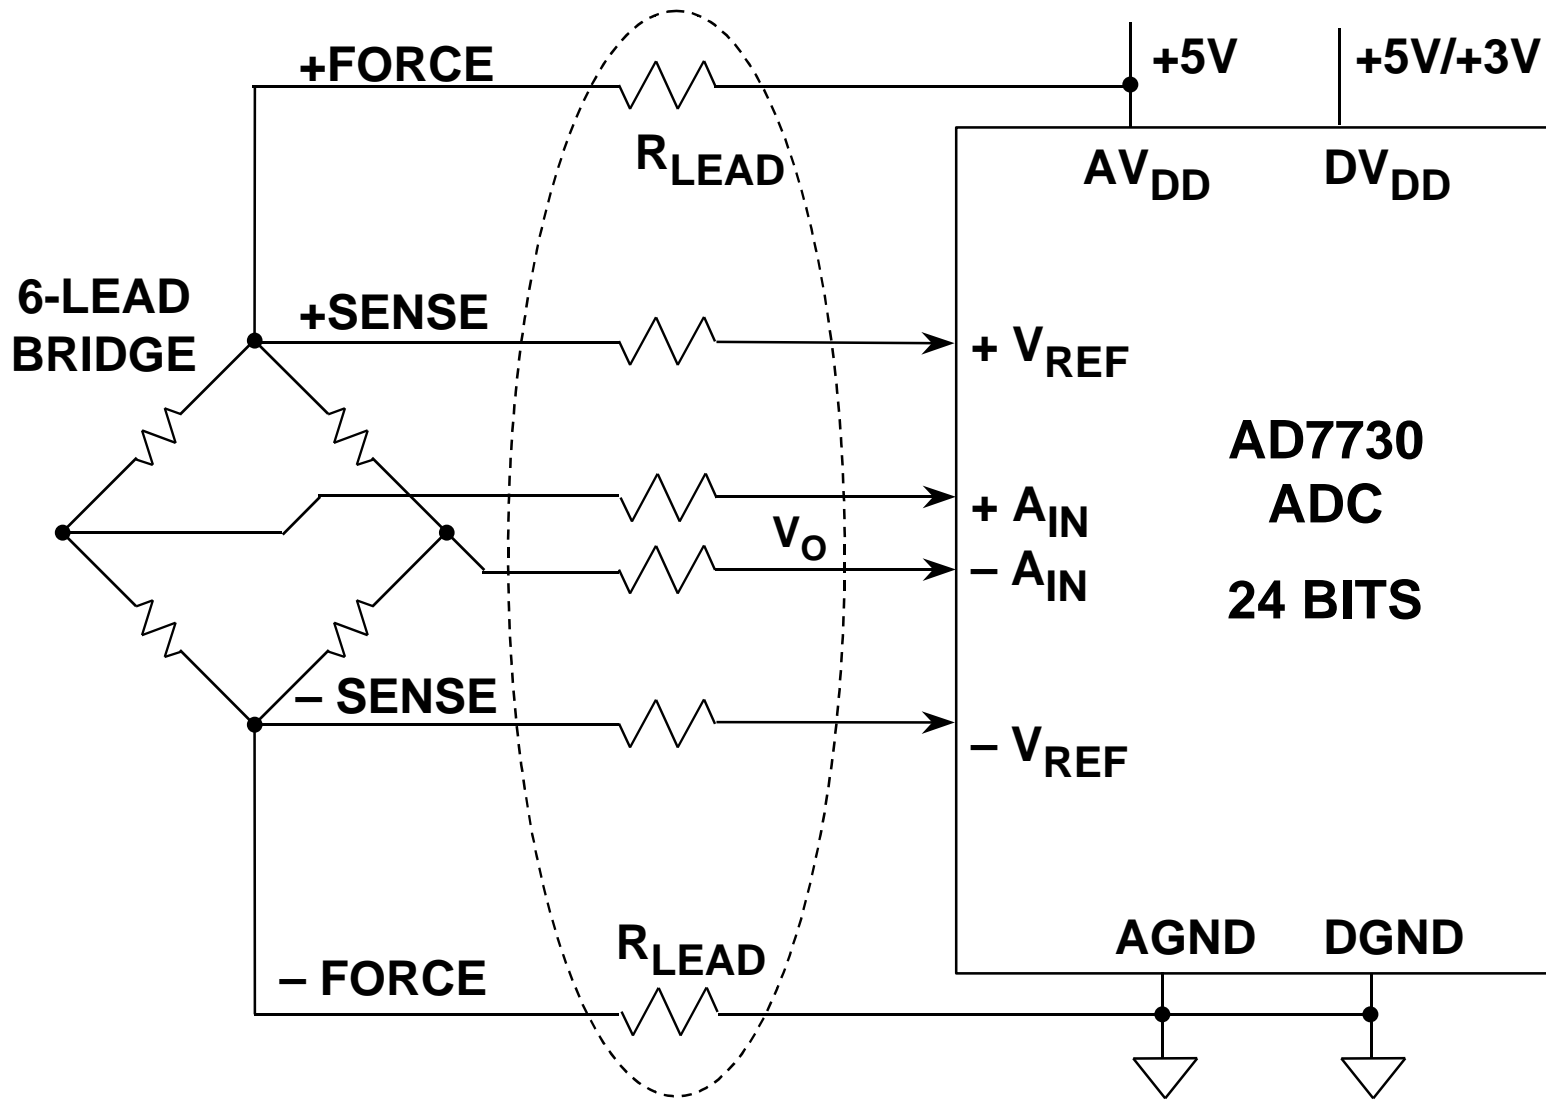 +FORCE
+5V
+5V/+3V
RLEAD
AVDD
DVDD
6-LEAD
BRIDGE
+SENSE
+ VREF
AD7730
ADC
24 BITS
+ AIN
VO
– AIN
– SENSE
– VREF
RLEAD
AGND
DGND
– FORCE